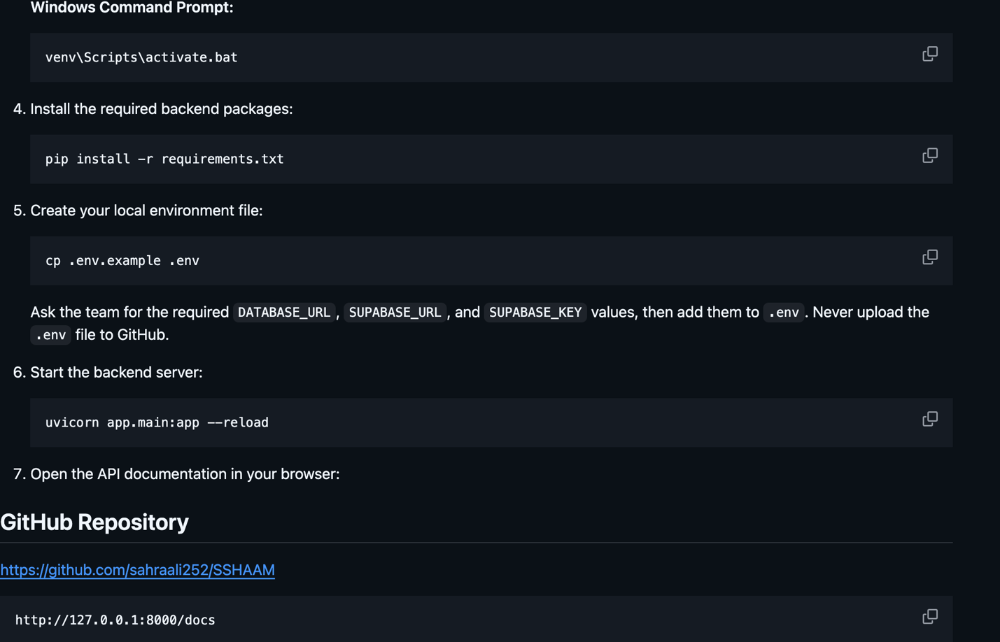 Windows Command Prompt:
venv\Scripts\activate.bat
4. Install the required backend packages:
pip install -r requirements.txt
5. Create your local environment file:
cp .env.example .env
Ask the team for the required DATABASE_URL, SUPABASE_URL, and SUPABASE_KEY values, then add them to .env. Never upload the
.env file to GitHub.
6. Start the backend server:
uvicorn app.main:app --reload
7. Open the API documentation in your browser:
GitHub Repository
https://github.com/sahraali252/SSHAAM
http://127.0.0.1:8000/docs